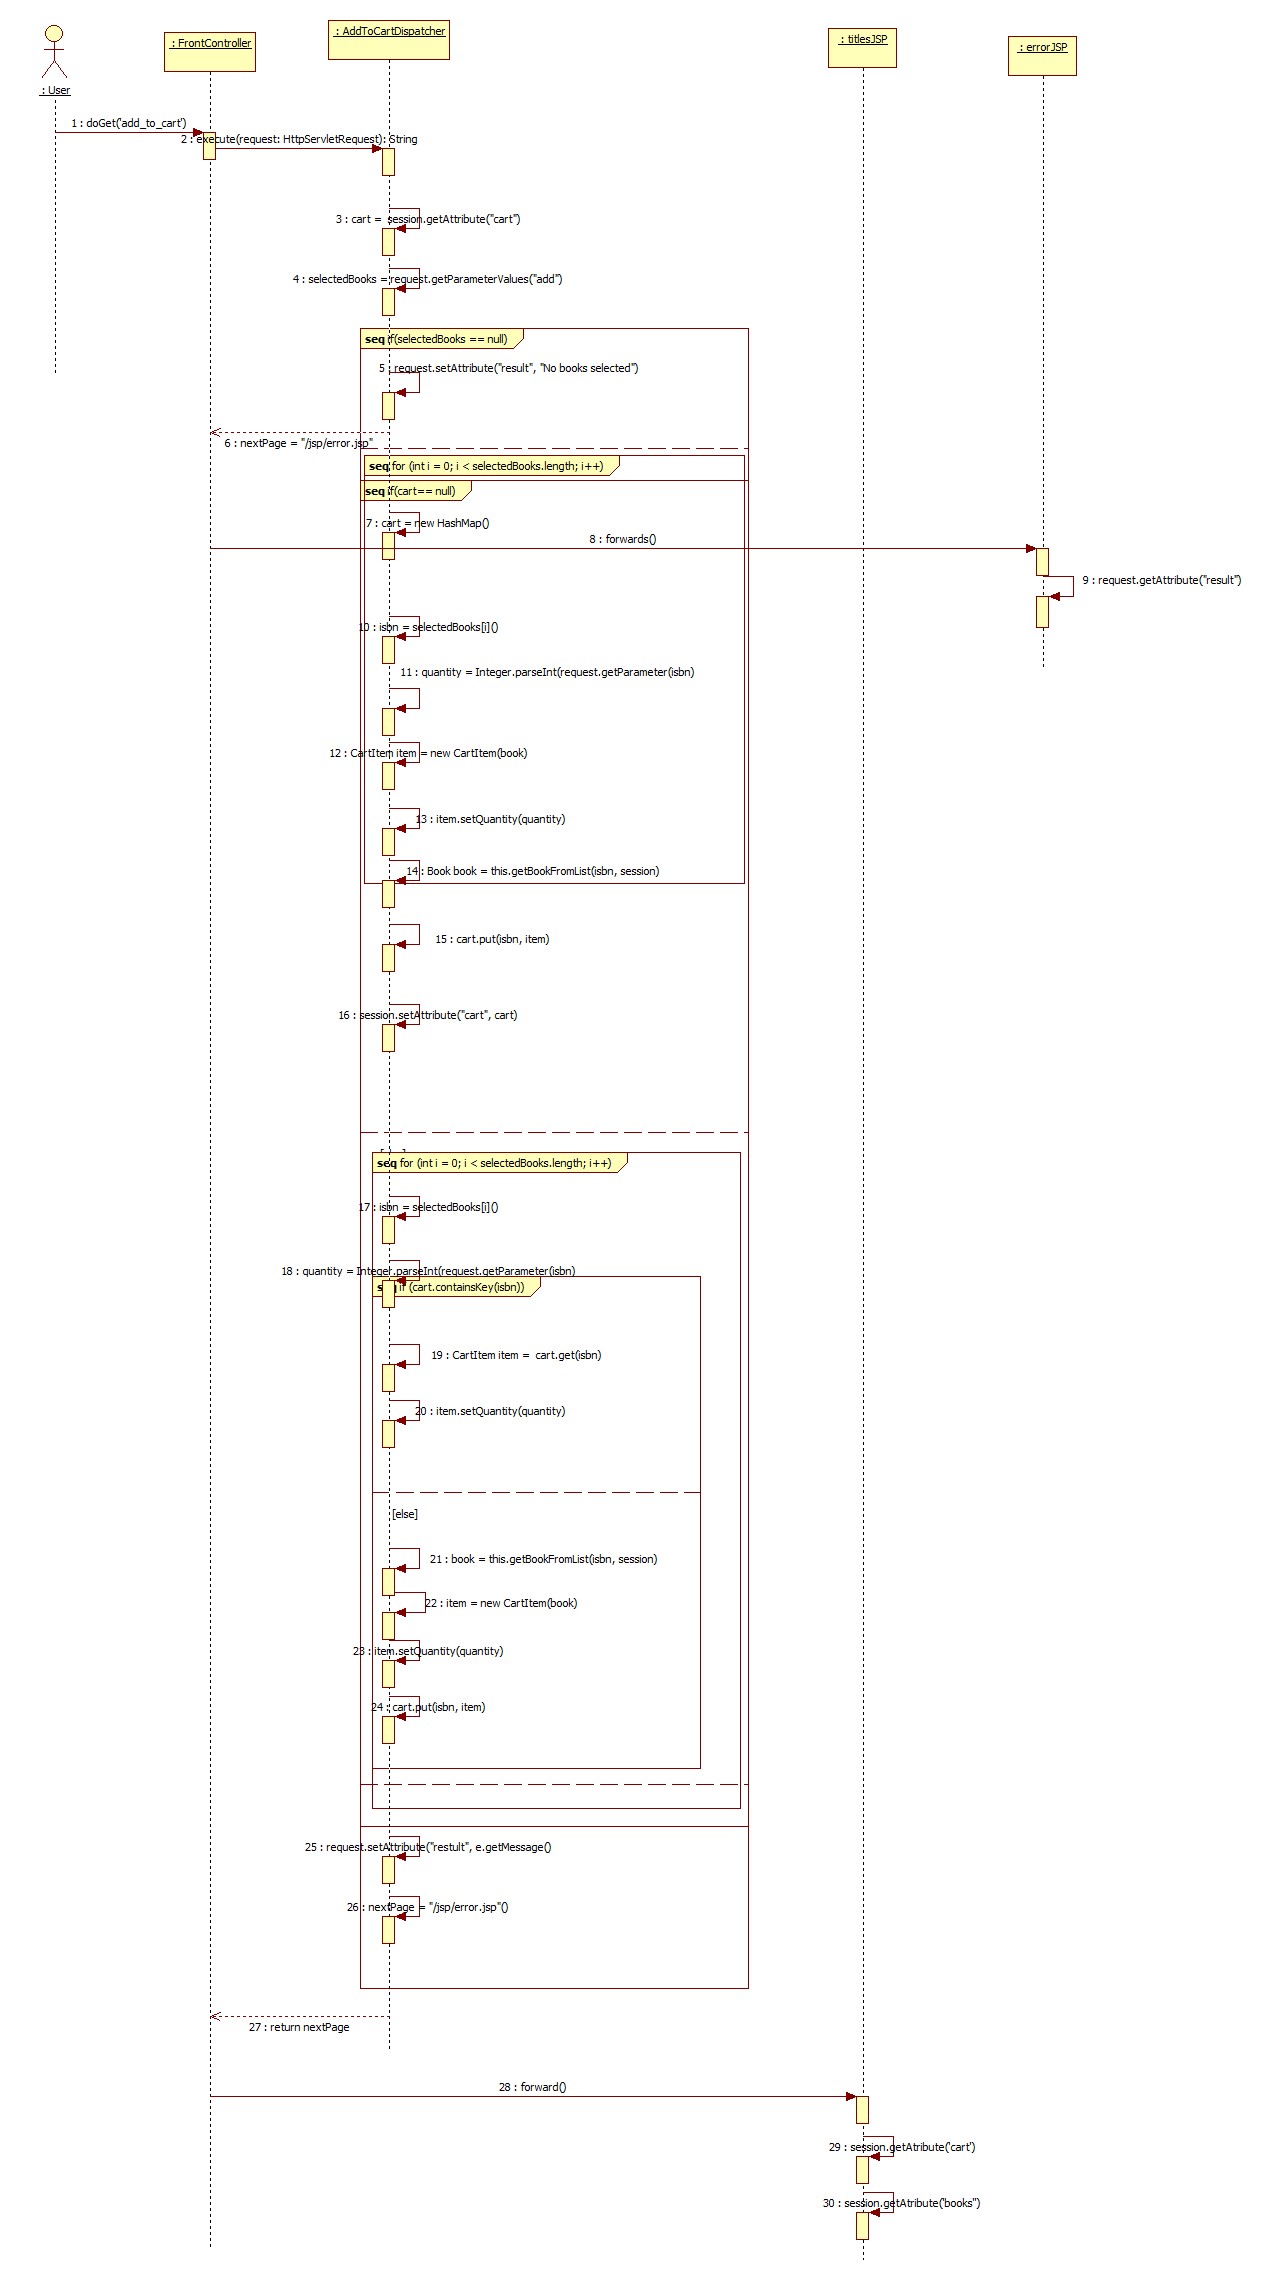 : AddToCartDispatcher
: FrontController
: titlesJSP
: errorJSP
: User
1 : doGet('add_to_cart')
2 : execute(request: HttpServletRequest): String
3 : cart = session.getAttribute("cart")
4 : selectedBooks = request.getParameterValues("add")
seq if(selectedBooks == null)
5 : request.setAttribute("result", "No books selected")
6 : nextPage = "/jsp/error.jsp"
seq for (int i = 0; i < selectedBooks.length; i++)
seq if(cart== null)
7 : cart = new HashMap()
8 : forwards()
9 : request.getAttribute("result")
10 : isbn = selectedBooks[i]()
11 : quantity = Integer.parseInt(request.getParameter(isbn)
12 : CartItem item = new CartItem(book)
13 : item.setQuantity(quantity)
14 : Book book = this.getBookFromList(isbn, session)
15 : cart.put(isbn, item)
16 : session.setAttribute("cart", cart)
seq for (int i = 0; i < selectedBooks.length; i++)
17 : isbn = selectedBooks[i]()
18 : quantity = Integer.parseInt(request.getParameter(isbn)
seq if (cart.containsKey(isbn))
19 : CartItem item = cart.get(isbn)
20 : item.setQuantity(quantity)
[else]
21 : book = this.getBookFromList(isbn, session)
22 : item = new CartItem(book)
23 : item.setQuantity(quantity)
24 : cart.put(isbn, item)
25 : request.setAttribute("restult", e.getMessage()
26 : nextPage = "/jsp/error.jsp"()
27 : return nextPage
28 : forward()
29 : session.getAtribute('cart')
30 : session.getAtribute('books")